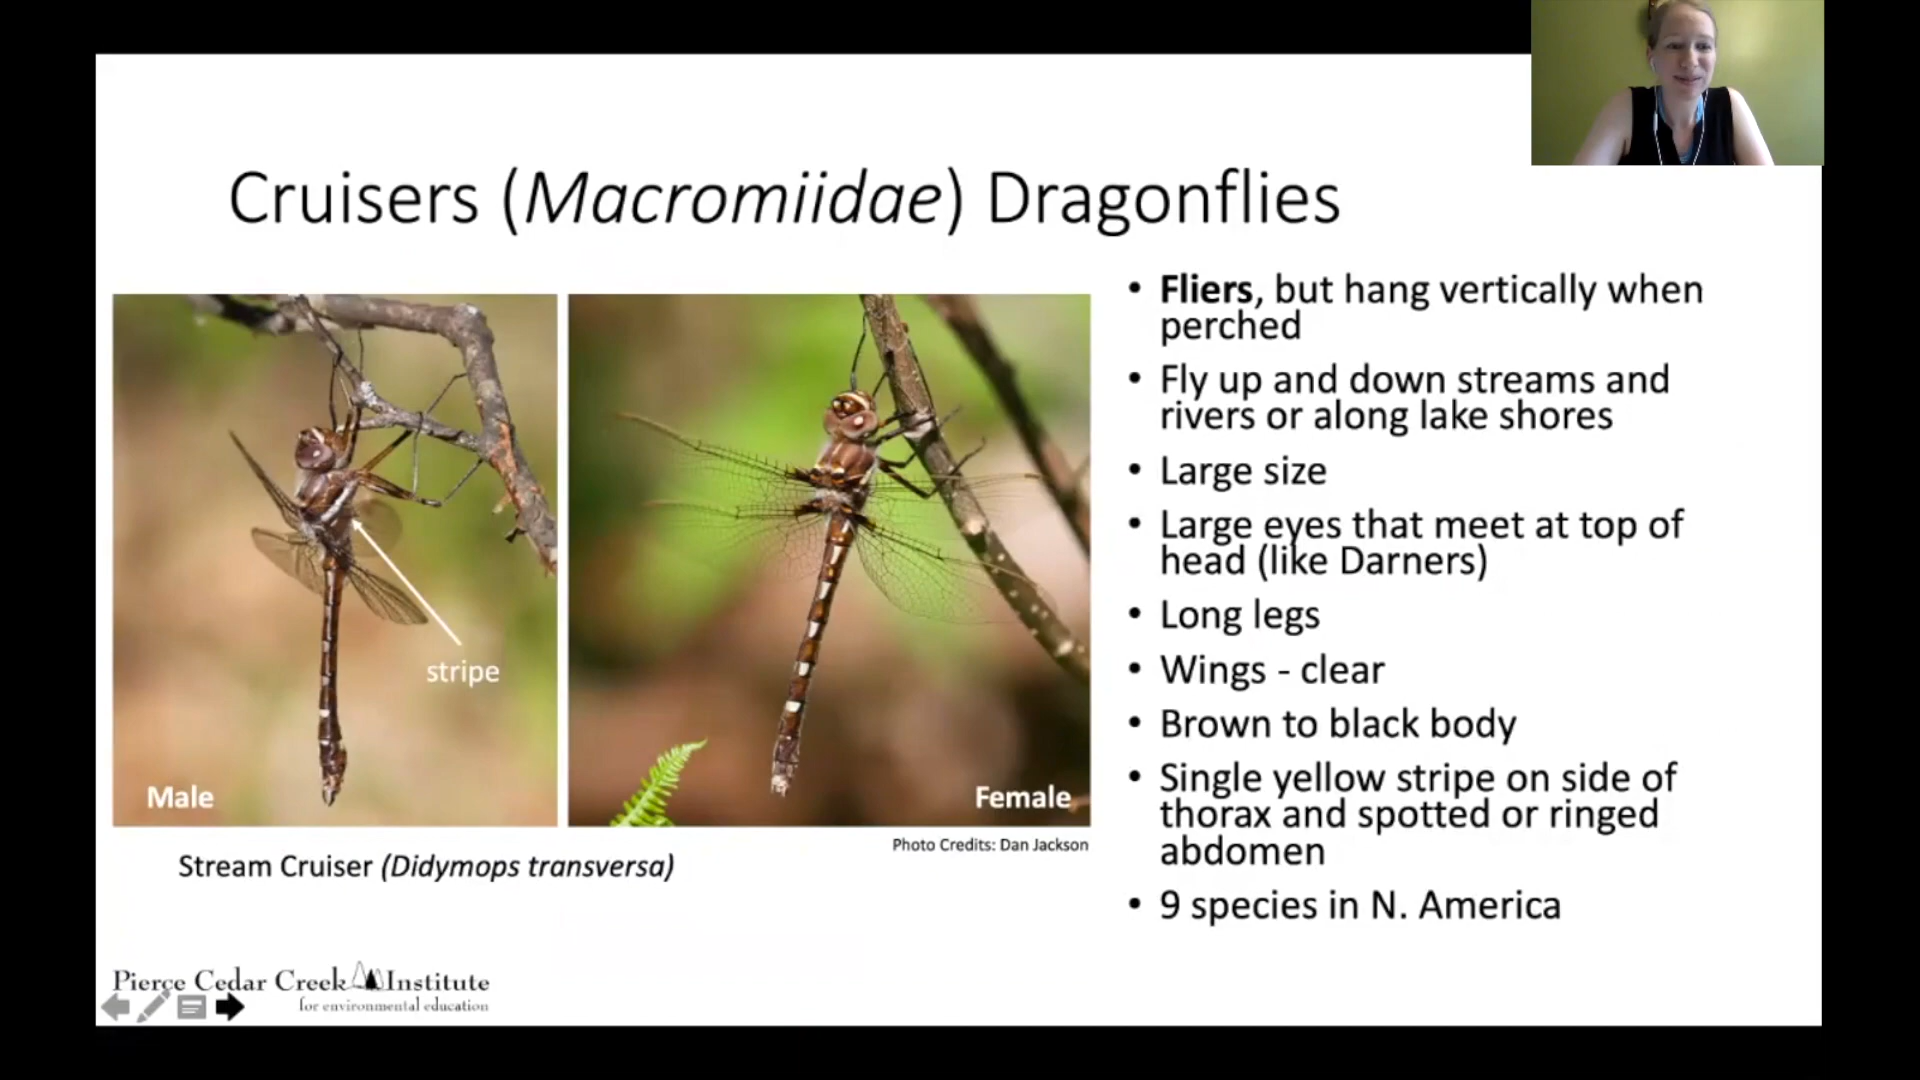 Cruisers (Macromiidae) Dragonflies
• Fliers, but hang vertically when
perched
• Fly up and down streams and
rivers or along lake shores
• Large size
• Large eyes that meet at top of
head (like Darners)
• Long legs
• Wings - clear
• Brown to black body
• Single yellow stripe on side of
thorax and spotted or ringed
abdomen
• 9 species in N. America
stripe
Male
Female
Photo Credits: Dan Jackson
Stream Cruiser (Didymops transversa)
Pierce Cedar Creek Institute
for environmental education